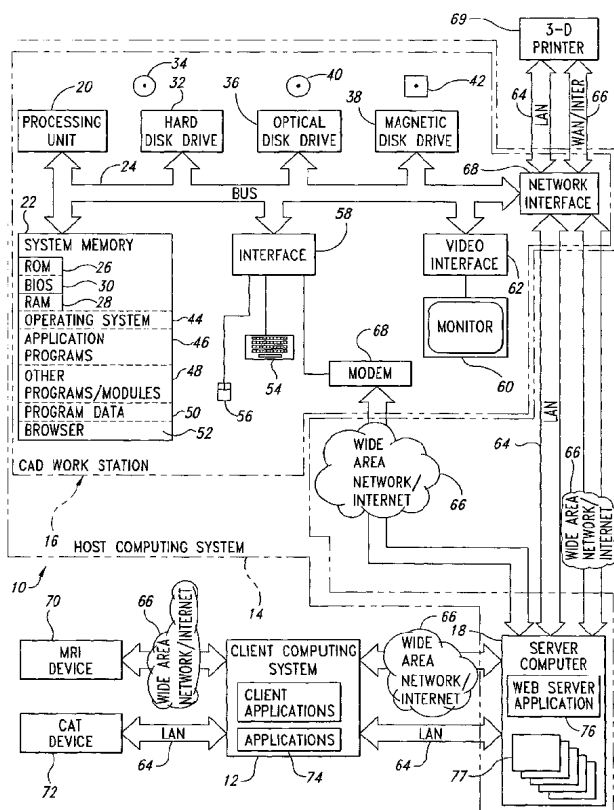 69
3-D
PRINTER
34
40
42
20
32
36
38
64
LAN
WAN/INTER
66
PROCESSING
UNIT
HARD
DISK DRIVE
OPTICAL
DISK DRIVE
MAGNETIC
DISK DRIVE
68
NETWORK
INTERFACE
24
BUS
22
SYSTEM MEMORY
ROM
26
BIOS
30
RAM
28
OPERATING SYSTEM
44
APPLICATION
PROGRAMS
46
OTHER
PROGRAMS/MODULES
48
PROGRAM DATA
50
BROWSER
52
58
INTERFACE
VIDEO
INTERFACE
62
MONITOR
60
54
56
68
MODEM
WIDE
AREA
NETWORK/
INTERNET
66
LAN
64
66
WIDE AREA
NETWORK/
INTERNET
CAD WORK STATION
16
HOST COMPUTING SYSTEM
10
14
70
MRI
DEVICE
66
WIDE AREA
NETWORK/INTERNET
CLIENT COMPUTING
SYSTEM
CLIENT
APPLICATIONS
APPLICATIONS
12
74
66
WIDE
AREA
NETWORK/
INTERNET
18
SERVER
COMPUTER
WEB SERVER
APPLICATION
76
77
CAT
DEVICE
72
LAN
64
LAN
64